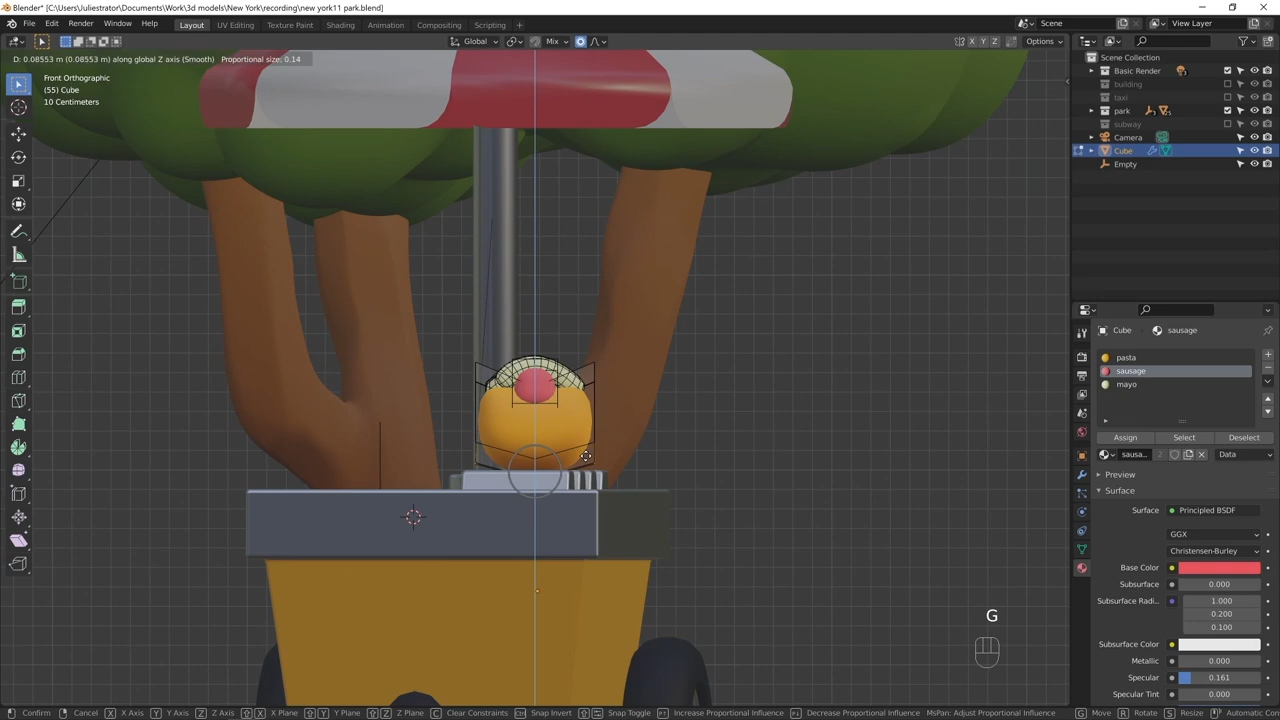 Blender* [C:\Users\Juliestrator\Documents\Work\3d models\New York\recording\new york11 park.blend]
File Edit Render Window Help Layout UV Editing Texture Paint Shading Animation Compositing Scripting Scene View Layer
Global Mix X Y Z Options
D: 0.08553 m (0.08553 m) along global Z axis (Smooth) Proportional size: 0.14
Front Orthographic
(55) Cube
10 Centimeters
Scene Collection
Basic Render
building
taxi
park
subway
Camera
Cube
Empty
Cube sausage
pasta
sausage
mayo
Assign Select Deselect
sausa... 2 Data
Preview
Surface
Surface Principled BSDF
GGX
Christensen-Burley
Base Color
Subsurface 0.000
Subsurface Radi... 1.000
0.200
0.100
Subsurface Color
Metallic 0.000
Specular 0.161
Specular Tint 0.000
G
Confirm Cancel X X Axis Y Y Axis Z Z Axis X X Plane Y Y Plane Z Z Plane C Clear Constraints Snap Invert Snap Toggle Increase Proportional Influence Decrease Proportional Influence MsPan: Adjust Proportional Influence G Move R Rotate S Resize Automatic Con